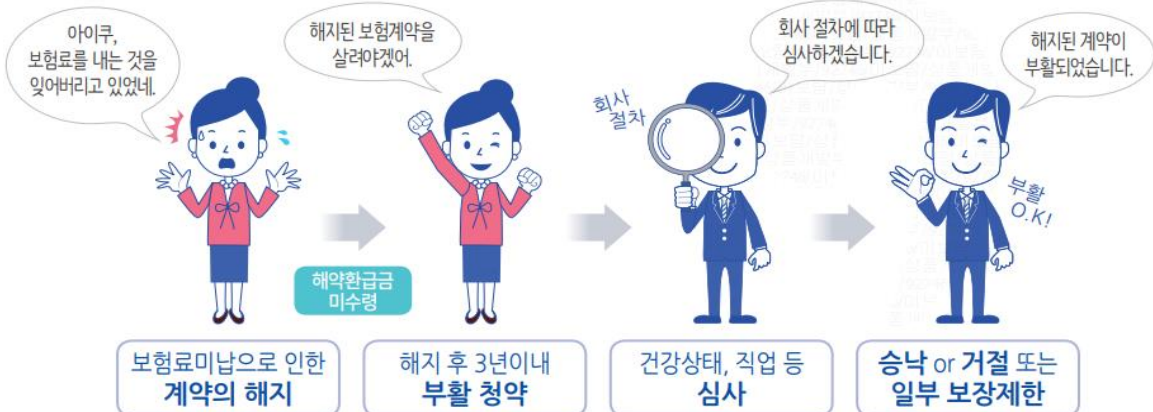 아이쿠,
보험료를 내는 것을
잊어버리고 있었네.
해지된 보험계약을
살려야겠어.
회사 절차에 따라
심사하겠습니다.
해지된 계약이
부활되었습니다.
회사
절차
부활
O.K!
해약환급금
미수령
보험료미납으로 인한
계약의 해지
해지 후 3년이내
부활 청약
건강상태, 직업 등
심사
승낙 or 거절 또는
일부 보장제한